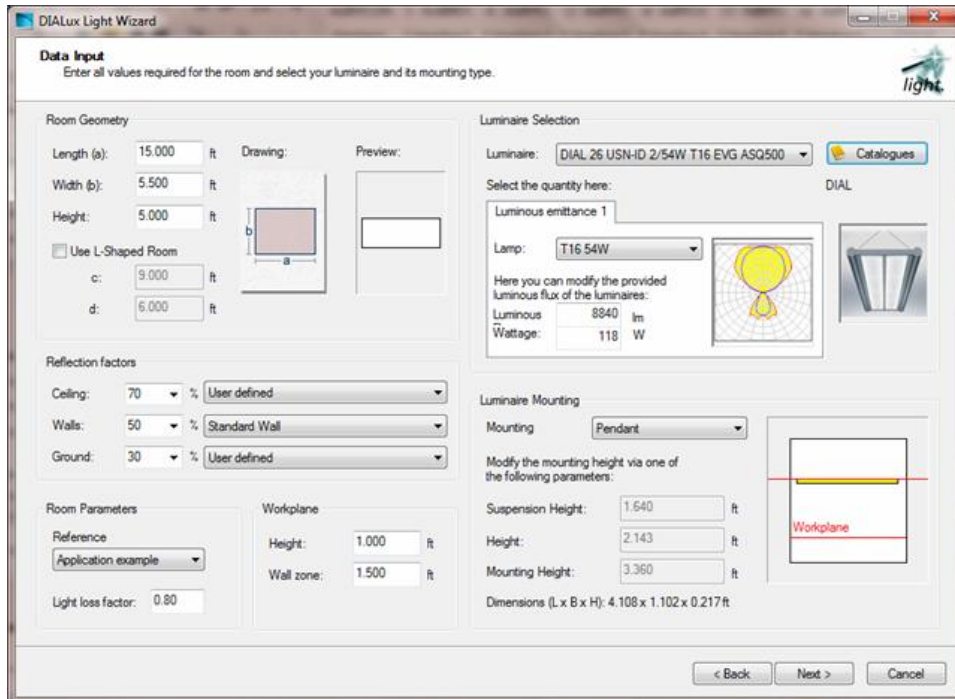 DIALux Light Wizard
Data Input
Enter all values required for the room and select your luminaire and its mounting type.
light.
Room Geometry
Length (a): 15.000 ft
Drawing:
Preview:
Width (b): 5.500 ft
Height: 5.000 ft
b
a
Use L-Shaped Room
c: 9.000 ft
d: 6.000 ft
Reflection factors
Ceiling: 70 % User defined
Walls: 50 % Standard Wall
Ground: 30 % User defined
Room Parameters
Reference
Application example
Light loss factor: 0.80
Workplane
Height: 1.000 ft
Wall zone: 1.500 ft
Luminaire Selection
Luminaire: DIAL 26 USN-ID 2/54W T16 EVG ASQ500
Catalogues
Select the quantity here:
DIAL
Luminous emittance 1
Lamp: T16 54W
Here you can modify the provided
luminous flux of the luminaires:
Luminous 8840 lm
Wattage: 118 W
Luminaire Mounting
Mounting Pendant
Modify the mounting height via one of
the following parameters:
Suspension Height: 1.640 ft
Height: 2.143 ft
Mounting Height: 3.360 ft
Workplane
Dimensions (L x B x H): 4.108 x 1.102 x 0.217 ft
< Back
Next >
Cancel